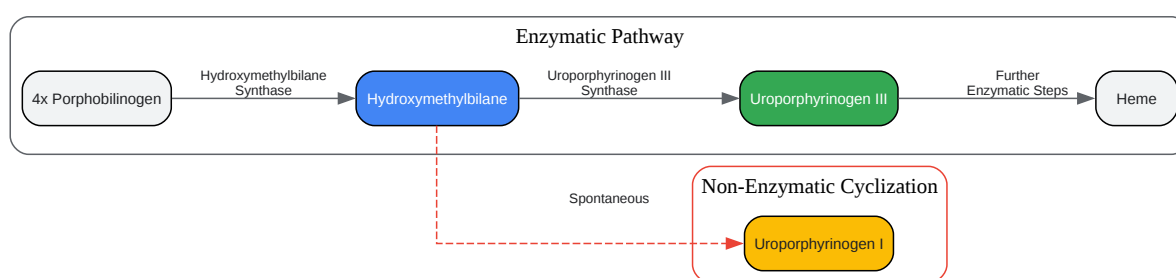 Enzymatic Pathway
4x Porphobilinogen
Hydroxymethylbilane
Synthase
Hydroxymethylbilane
Uroporphyrinogen III
Synthase
Uroporphyrinogen III
Further
Enzymatic Steps
Heme
Spontaneous
Non-Enzymatic Cyclization
Uroporphyrinogen I